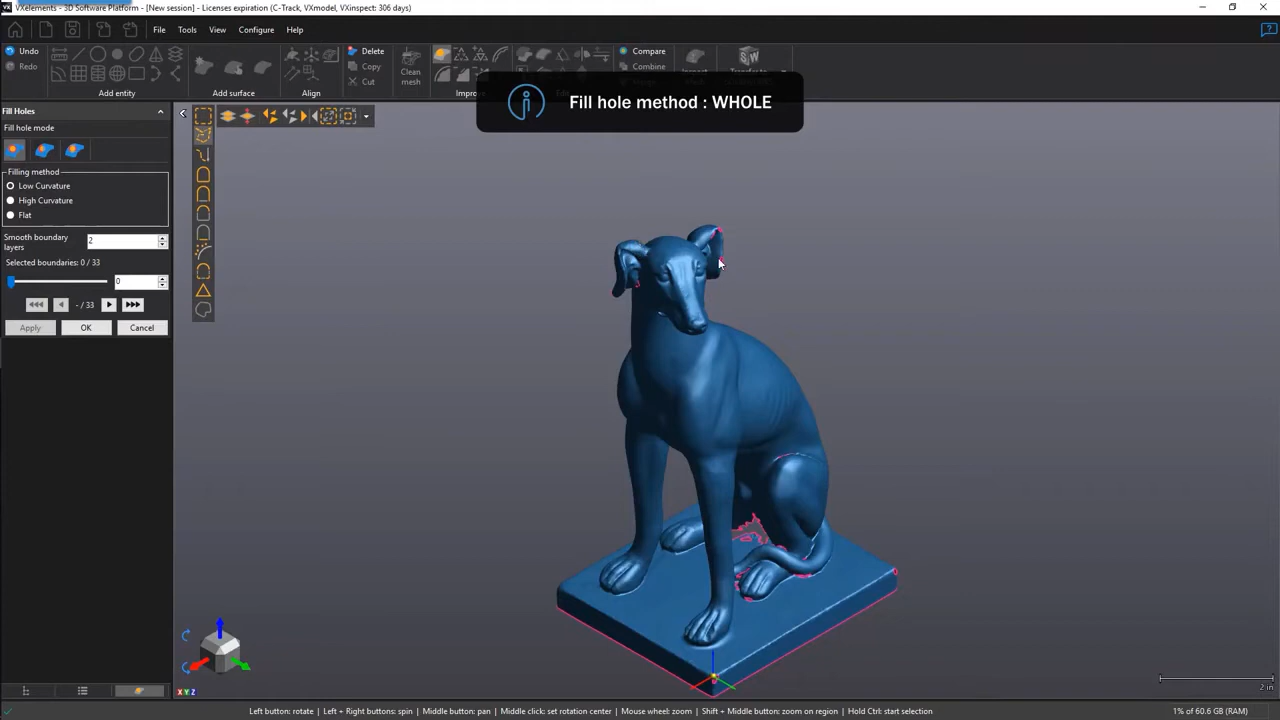 VXelements - 3D Software Platform - [New session] - Licenses expiration (C-Track, VXmodel, VXinspect: 306 days)
File Tools View Configure Help
Undo
Redo
Add entity
Add surface
Align
Delete
Copy
Cut
Clean
mesh
Compare
Combine
Fill hole method : WHOLE
Fill Holes
Fill hole mode
Filling method
Low Curvature
High Curvature
Flat
Smooth boundary
layers
2
Selected boundaries: 0 / 33
0
- / 33
Apply OK Cancel
X Y Z
2 in
Left button: rotate | Left + Right buttons: spin | Middle button: pan | Middle click: set rotation center | Mouse wheel: zoom | Shift + Middle button: zoom on region | Hold Ctrl: start selection
1% of 60.6 GB (RAM)